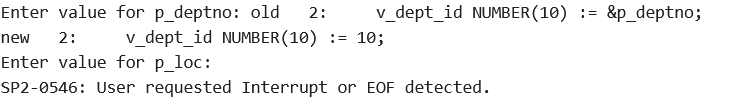 Enter value for p_deptno: old   2:     v_dept_id NUMBER(10) := &p_deptno;
new   2:     v_dept_id NUMBER(10) := 10;
Enter value for p_loc:
SP2-0546: User requested Interrupt or EOF detected.